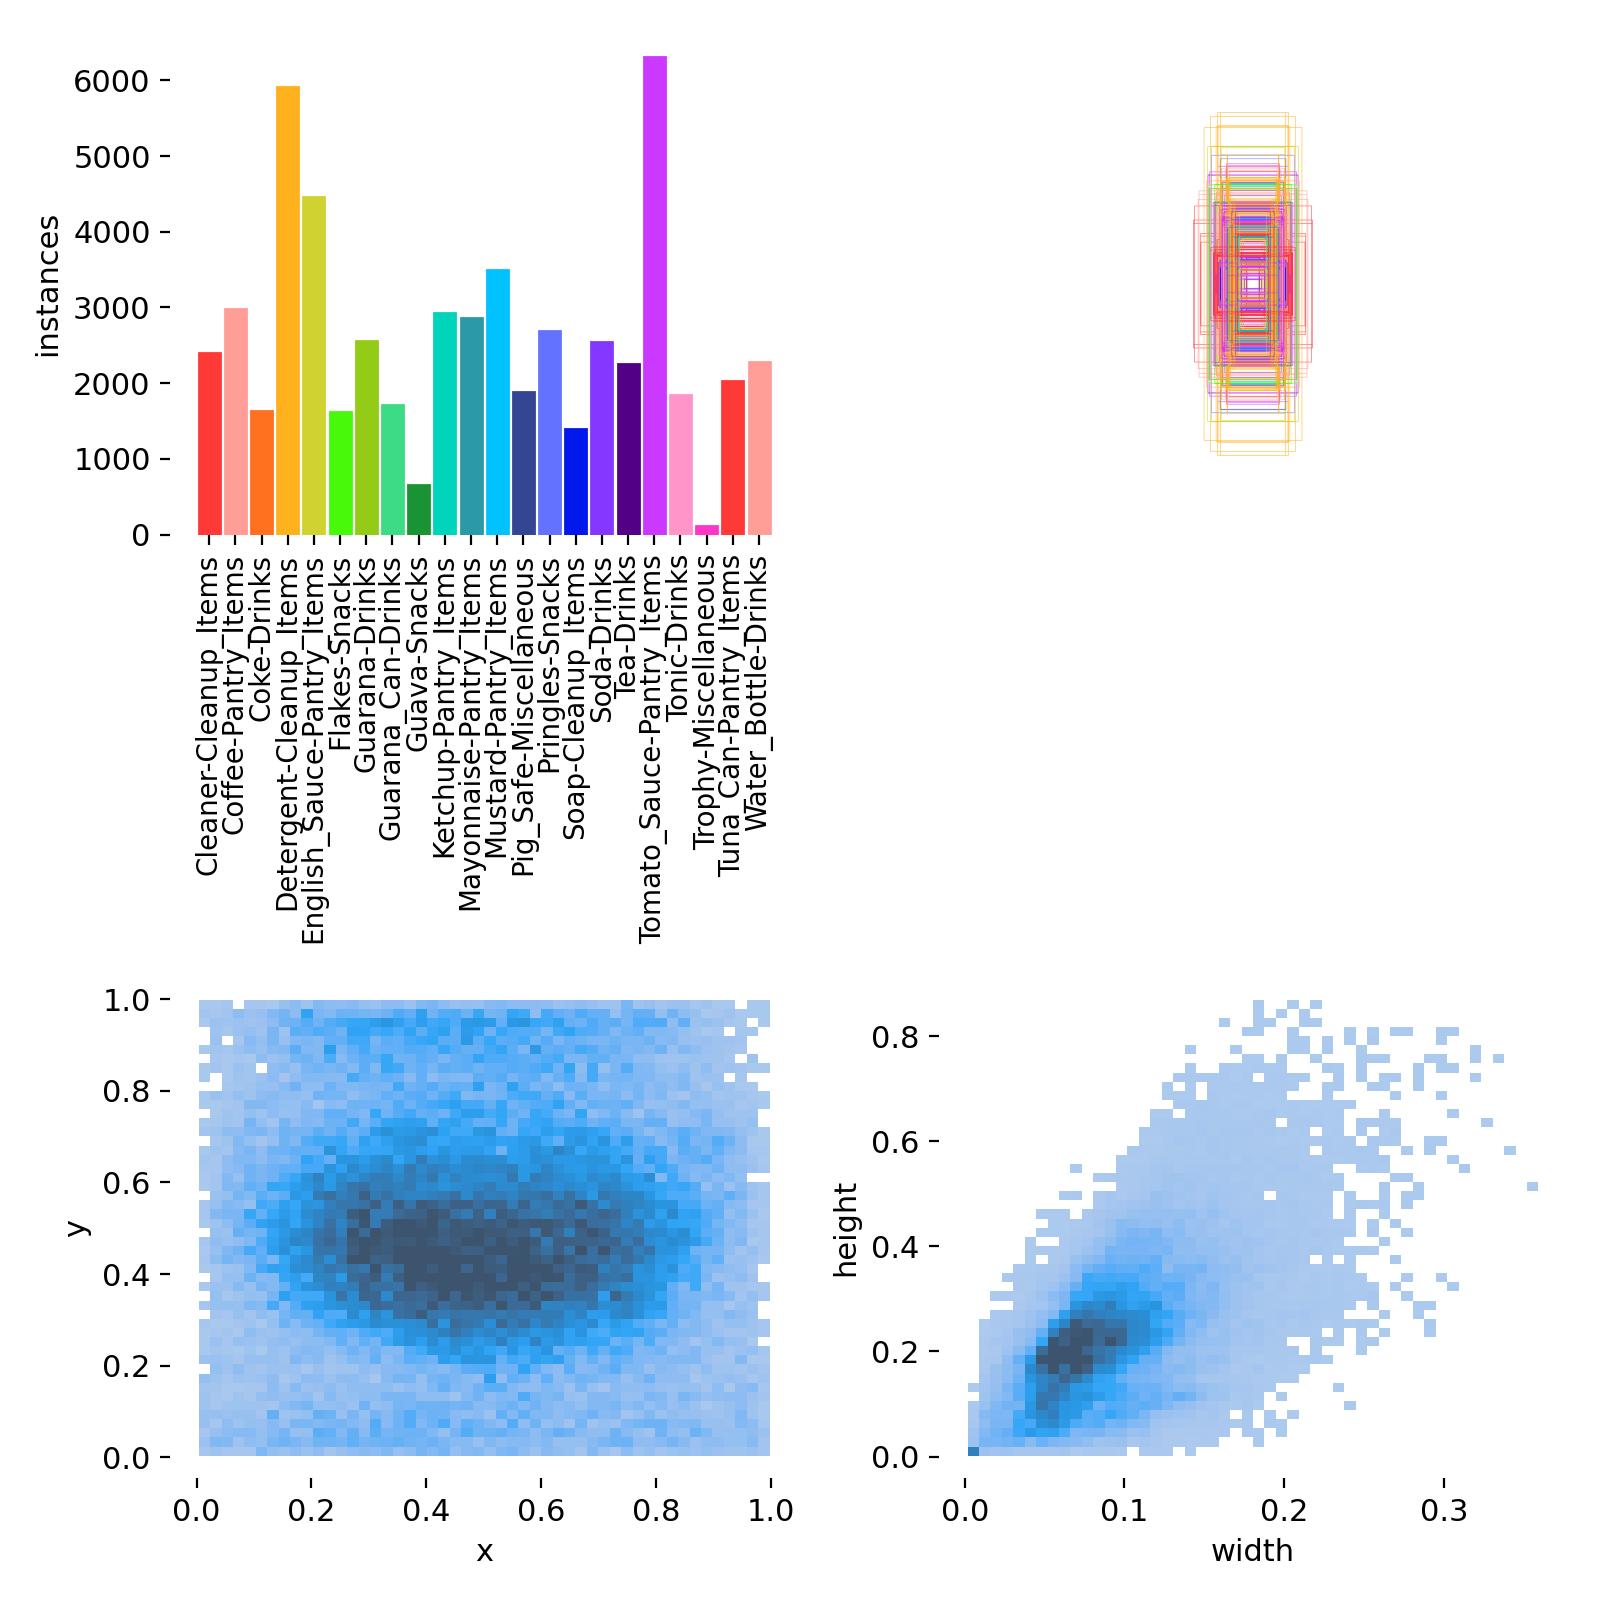 6000
5000
4000
3000
2000
1000
0
instances
Cleaner-Cleanup_Items
Coffee-Pantry_Items
Coke-Drinks
Detergent-Cleanup_Items
English_Sauce-Pantry_Items
Flakes-Snacks
Guarana-Drinks
Guarana_Can-Drinks
Guava-Snacks
Ketchup-Pantry_Items
Mayonnaise-Pantry_Items
Mustard-Pantry_Items
Pig_Safe-Miscellaneous
Pringles-Snacks
Soap-Cleanup_Items
Soda-Drinks
Tea-Drinks
Tomato_Sauce-Pantry_Items
Tonic-Drinks
Trophy-Miscellaneous
Tuna_Can-Pantry_Items
Water_Bottle-Drinks
1.0
0.8
0.6
0.4
0.2
0.0
y
0.0 0.2 0.4 0.6 0.8 1.0
x
0.8
0.6
0.4
0.2
0.0
height
0.0 0.1 0.2 0.3
width